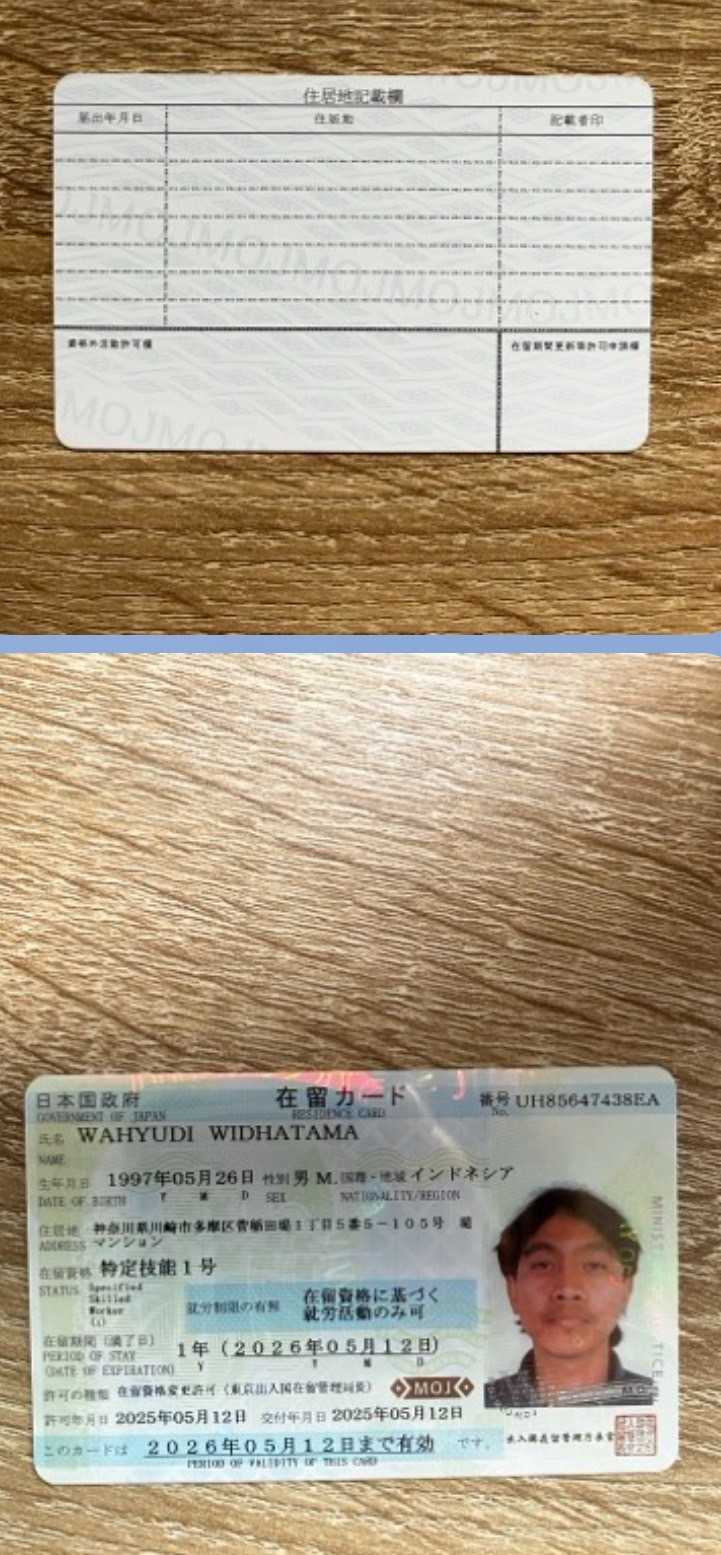 住居地記載欄
届出年月日 住居地 記載者印
資格外活動許可欄
在留期間更新等許可申請欄
MOJMOJ
日本国政府 在留カード 番号 UH85647438EA
GOVERNMENT OF JAPAN RESIDENCE CARD No.
氏名 WAHYUDI WIDHATAMA
NAME
生年月日 1997年05月26日 性別 男 M. 国籍・地域 インドネシア
DATE OF BIRTH Y M D SEX NATIONALITY/REGION
住居地 神奈川県川崎市多摩区菅稲田堤1丁目5番5-105号
ADDRESS マンション
在留資格 特定技能1号
STATUS Specified
Skilled
Worker
(i)
就労制限の有無 在留資格に基づく
就労活動のみ可
在留期間(満了日)
PERIOD OF STAY
(DATE OF EXPIRATION)
1年(2026年05月12日)
Y Y M D
許可の種類 在留資格変更許可(東京出入国在留管理局長)
MOJ
許可年月日 2025年05月12日 交付年月日 2025年05月12日
このカードは 2026年05月12日まで有効 です。
PERIOD OF VALIDITY OF THIS CARD